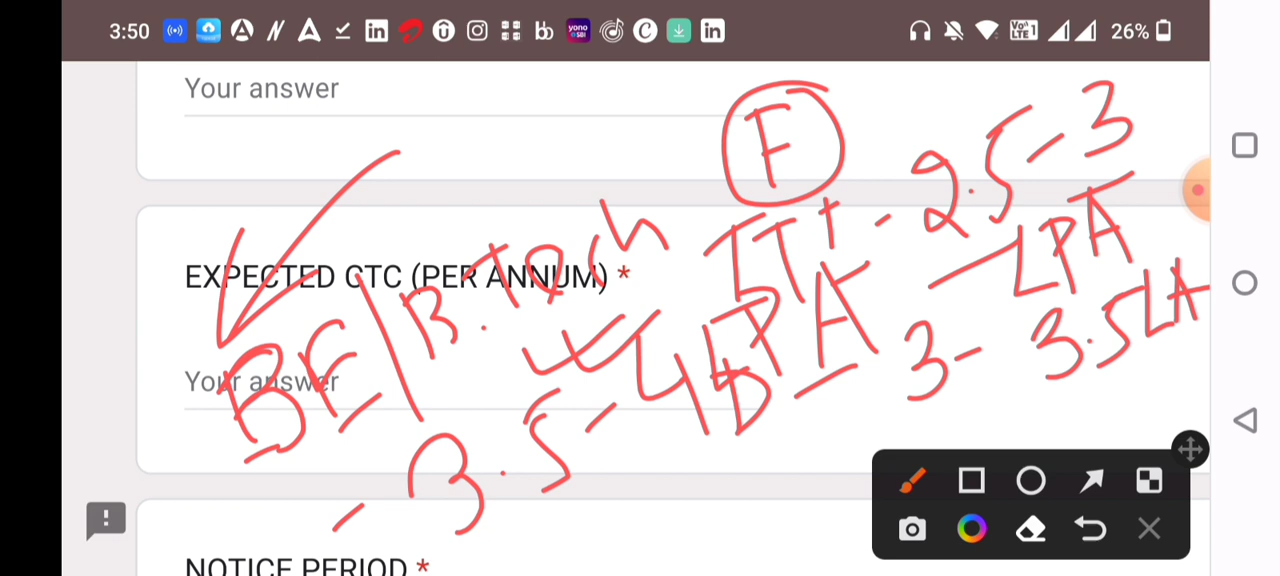 3:50 26%
Your answer
F
EXPECTED CTC (PER ANNUM) *
ITI - 2.5 - 3 LPA
BE/B.Tech
- 3 - 3.5LA
Your answer
- 3.5 - 4 LPA
NOTICE PERIOD *